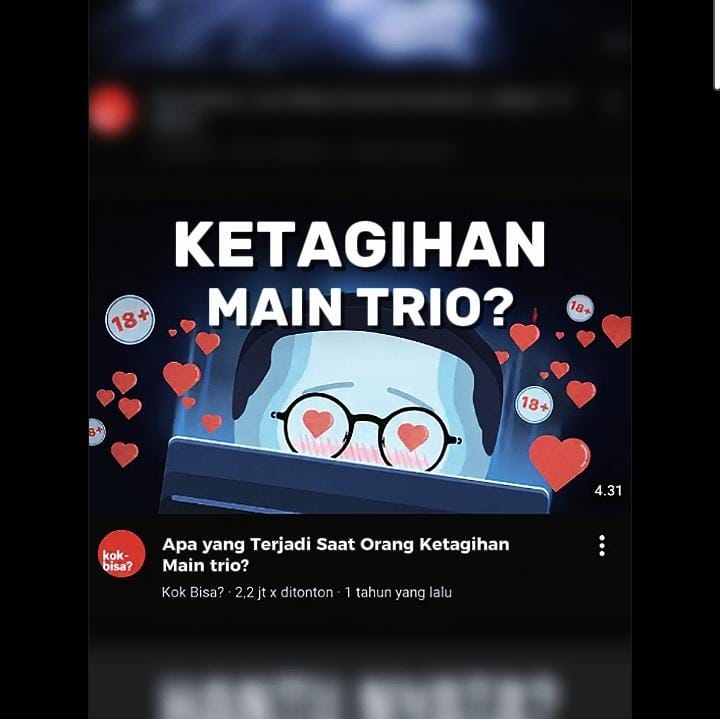 KETAGIHAN
MAIN TRIO?
18+
18+
18+
4.31
kok-
bisa?
Apa yang Terjadi Saat Orang Ketagihan
Main trio?
Kok Bisa? · 2,2 jt x ditonton · 1 tahun yang lalu